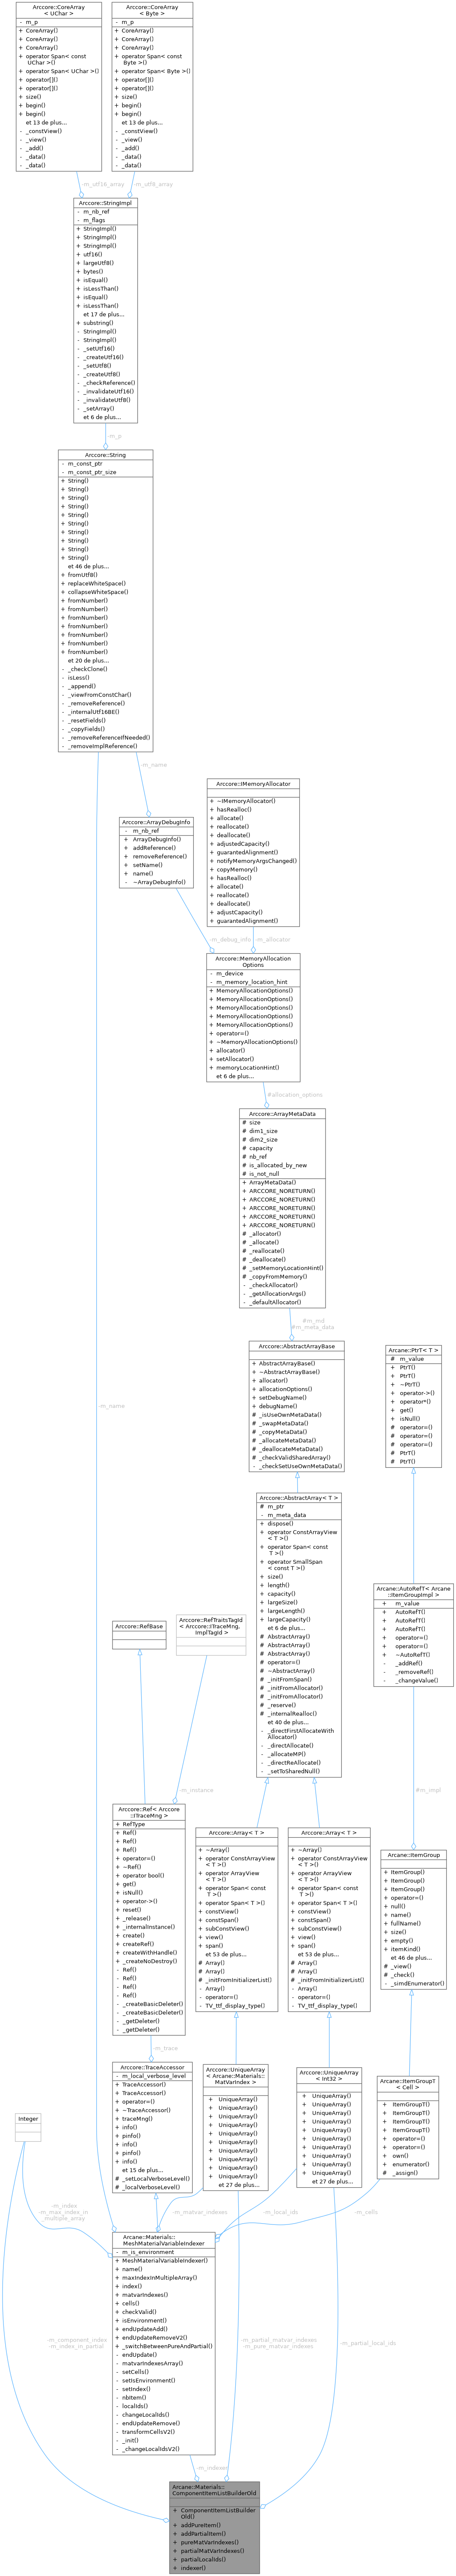 Arccore::CoreArray
< UChar >
- m_p
+ CoreArray()
+ CoreArray()
+ CoreArray()
+ operator Span< const
UChar >()
+ operator Span< UChar >()
+ operator[]()
+ operator[]()
+ size()
+ begin()
+ begin()
et 13 de plus...
- _constView()
- _view()
- _add()
- _data()
- _data()
Arccore::CoreArray
< Byte >
- m_p
+ CoreArray()
+ CoreArray()
+ CoreArray()
+ operator Span< const
Byte >()
+ operator Span< Byte >()
+ operator[]()
+ operator[]()
+ size()
+ begin()
+ begin()
et 13 de plus...
- _constView()
- _view()
- _add()
- _data()
- _data()
-m_utf16_array
-m_utf8_array
Arccore::StringImpl
- m_nb_ref
- m_flags
+ StringImpl()
+ StringImpl()
+ StringImpl()
+ utf16()
+ largeUtf8()
+ bytes()
+ isEqual()
+ isLessThan()
+ isEqual()
+ isLessThan()
et 17 de plus...
+ substring()
- StringImpl()
- StringImpl()
- _setUtf16()
- _createUtf16()
- _setUtf8()
- _createUtf8()
- _checkReference()
- _invalidateUtf16()
- _invalidateUtf8()
- _setArray()
et 6 de plus...
-m_p
Arccore::String
- m_const_ptr
- m_const_ptr_size
+ String()
+ String()
+ String()
+ String()
+ String()
+ String()
+ String()
+ String()
+ String()
+ String()
et 46 de plus...
+ fromUtf8()
+ replaceWhiteSpace()
+ collapseWhiteSpace()
+ fromNumber()
+ fromNumber()
+ fromNumber()
+ fromNumber()
+ fromNumber()
+ fromNumber()
+ fromNumber()
et 20 de plus...
- _checkClone()
- isLess()
- _append()
- _viewFromConstChar()
- _removeReference()
- _internalUtf16BE()
- _resetFields()
- _copyFields()
- _removeReferenceIfNeeded()
- _removeImplReference()
-m_name
Arccore::ArrayDebugInfo
- m_nb_ref
+ ArrayDebugInfo()
+ addReference()
+ removeReference()
+ setName()
+ name()
- ~ArrayDebugInfo()
Arccore::IMemoryAllocator
+ ~IMemoryAllocator()
+ hasRealloc()
+ allocate()
+ reallocate()
+ deallocate()
+ adjustedCapacity()
+ guarantedAlignment()
+ notifyMemoryArgsChanged()
+ copyMemory()
+ hasRealloc()
+ allocate()
+ reallocate()
+ deallocate()
+ adjustCapacity()
+ guarantedAlignment()
-m_debug_info
-m_allocator
Arccore::MemoryAllocation
Options
- m_device
- m_memory_location_hint
+ MemoryAllocationOptions()
+ MemoryAllocationOptions()
+ MemoryAllocationOptions()
+ MemoryAllocationOptions()
+ MemoryAllocationOptions()
+ operator=()
+ ~MemoryAllocationOptions()
+ allocator()
+ setAllocator()
+ memoryLocationHint()
et 6 de plus...
#allocation_options
Arccore::ArrayMetaData
# size
# dim1_size
# dim2_size
# capacity
# nb_ref
# is_allocated_by_new
# is_not_null
+ ArrayMetaData()
+ ARCCORE_NORETURN()
+ ARCCORE_NORETURN()
+ ARCCORE_NORETURN()
+ ARCCORE_NORETURN()
+ ARCCORE_NORETURN()
# _allocator()
# _allocate()
# _reallocate()
# _deallocate()
# _setMemoryLocationHint()
# _copyFromMemory()
- _checkAllocator()
- _getAllocationArgs()
- _defaultAllocator()
#m_md
#m_meta_data
Arccore::AbstractArrayBase
+ AbstractArrayBase()
+ ~AbstractArrayBase()
+ allocator()
+ allocationOptions()
+ setDebugName()
+ debugName()
# _isUseOwnMetaData()
# _swapMetaData()
# _copyMetaData()
# _allocateMetaData()
# _deallocateMetaData()
# _checkValidSharedArray()
- _checkSetUseOwnMetaData()
Arcane::PtrT< T >
# m_value
+ PtrT()
+ PtrT()
+ ~PtrT()
+ operator->()
+ operator*()
+ get()
+ isNull()
# operator=()
# operator=()
# operator=()
# PtrT()
# PtrT()
-m_name
Arccore::AbstractArray< T >
# m_ptr
- m_meta_data
+ dispose()
+ operator ConstArrayView
< T >()
+ operator Span< const
T >()
+ operator SmallSpan
< const T >()
+ size()
+ length()
+ capacity()
+ largeSize()
+ largeLength()
+ largeCapacity()
et 6 de plus...
# AbstractArray()
# AbstractArray()
# AbstractArray()
# operator=()
# ~AbstractArray()
# _initFromSpan()
# _initFromAllocator()
# _initFromAllocator()
# _reserve()
# _internalRealloc()
et 40 de plus...
- _directFirstAllocateWith
Allocator()
- _directAllocate()
- _allocateMP()
- _directReAllocate()
- _setToSharedNull()
Arcane::AutoRefT< Arcane
::ItemGroupImpl >
+ m_value
+ AutoRefT()
+ AutoRefT()
+ AutoRefT()
+ operator=()
+ operator=()
+ ~AutoRefT()
- _addRef()
- _removeRef()
- _changeValue()
Arccore::RefBase
Arccore::RefTraitsTagId
< Arccore::ITraceMng,
ImplTagId >
-m_instance
#m_impl
Arccore::Ref< Arccore
::ITraceMng >
+ RefType
+ Ref()
+ Ref()
+ Ref()
+ operator=()
+ ~Ref()
+ operator bool()
+ get()
+ isNull()
+ operator->()
+ reset()
+ _release()
+ _internalInstance()
+ create()
+ createRef()
+ createWithHandle()
+ _createNoDestroy()
- Ref()
- Ref()
- Ref()
- Ref()
- _createBasicDeleter()
- _createBasicDeleter()
- _getDeleter()
- _getDeleter()
Arccore::Array< T >
+ ~Array()
+ operator ConstArrayView
< T >()
+ operator ArrayView
< T >()
+ operator Span< const
T >()
+ operator Span< T >()
+ constView()
+ constSpan()
+ subConstView()
+ view()
+ span()
et 53 de plus...
# Array()
# Array()
# _initFromInitializerList()
- Array()
- operator=()
- TV_ttf_display_type()
Arccore::Array< T >
+ ~Array()
+ operator ConstArrayView
< T >()
+ operator ArrayView
< T >()
+ operator Span< const
T >()
+ operator Span< T >()
+ constView()
+ constSpan()
+ subConstView()
+ view()
+ span()
et 53 de plus...
# Array()
# Array()
# _initFromInitializerList()
- Array()
- operator=()
- TV_ttf_display_type()
Arcane::ItemGroup
+ ItemGroup()
+ ItemGroup()
+ ItemGroup()
+ operator=()
+ null()
+ name()
+ fullName()
+ size()
+ empty()
+ itemKind()
et 46 de plus...
# _view()
# _check()
- _simdEnumerator()
-m_trace
Arccore::TraceAccessor
- m_local_verbose_level
+ TraceAccessor()
+ TraceAccessor()
+ operator=()
+ ~TraceAccessor()
+ traceMng()
+ info()
+ pinfo()
+ info()
+ pinfo()
+ info()
et 15 de plus...
# _setLocalVerboseLevel()
# _localVerboseLevel()
Arccore::UniqueArray
< Arcane::Materials::
MatVarIndex >
+ UniqueArray()
+ UniqueArray()
+ UniqueArray()
+ UniqueArray()
+ UniqueArray()
+ UniqueArray()
+ UniqueArray()
+ UniqueArray()
+ UniqueArray()
+ UniqueArray()
et 27 de plus...
Arccore::UniqueArray
< Int32 >
+ UniqueArray()
+ UniqueArray()
+ UniqueArray()
+ UniqueArray()
+ UniqueArray()
+ UniqueArray()
+ UniqueArray()
+ UniqueArray()
+ UniqueArray()
+ UniqueArray()
et 27 de plus...
Arcane::ItemGroupT
< Cell >
+ ItemGroupT()
+ ItemGroupT()
+ ItemGroupT()
+ ItemGroupT()
+ operator=()
+ operator=()
+ own()
+ enumerator()
# _assign()
Integer
-m_index
-m_max_index_in
_multiple_array
-m_matvar_indexes
-m_local_ids
-m_cells
Arcane::Materials::
MeshMaterialVariableIndexer
- m_is_environment
+ MeshMaterialVariableIndexer()
+ name()
+ maxIndexInMultipleArray()
+ index()
+ matvarIndexes()
+ cells()
+ checkValid()
+ isEnvironment()
+ endUpdateAdd()
+ endUpdateRemoveV2()
+ _switchBetweenPureAndPartial()
- endUpdate()
- matvarIndexesArray()
- setCells()
- setIsEnvironment()
- setIndex()
- nbItem()
- localIds()
- changeLocalIds()
- endUpdateRemove()
- transformCellsV2()
- _init()
- _changeLocalIdsV2()
-m_component_index
-m_index_in_partial
-m_partial_matvar_indexes
-m_pure_matvar_indexes
-m_partial_local_ids
-m_indexer
Arcane::Materials::
ComponentItemListBuilderOld
+ ComponentItemListBuilder
Old()
+ addPureItem()
+ addPartialItem()
+ pureMatVarIndexes()
+ partialMatVarIndexes()
+ partialLocalIds()
+ indexer()